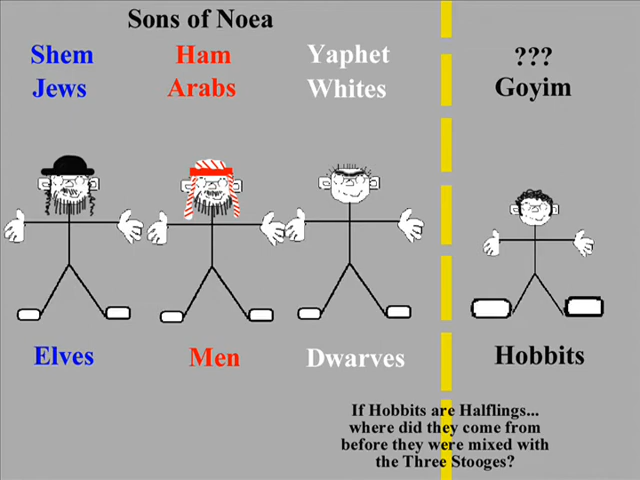 Sons of Noea
Shem Ham Yaphet ???
Jews Arabs Whites Goyim
Elves Men Dwarves Hobbits
If Hobbits are Halflings...
where did they come from
before they were mixed with
the Three Stooges?